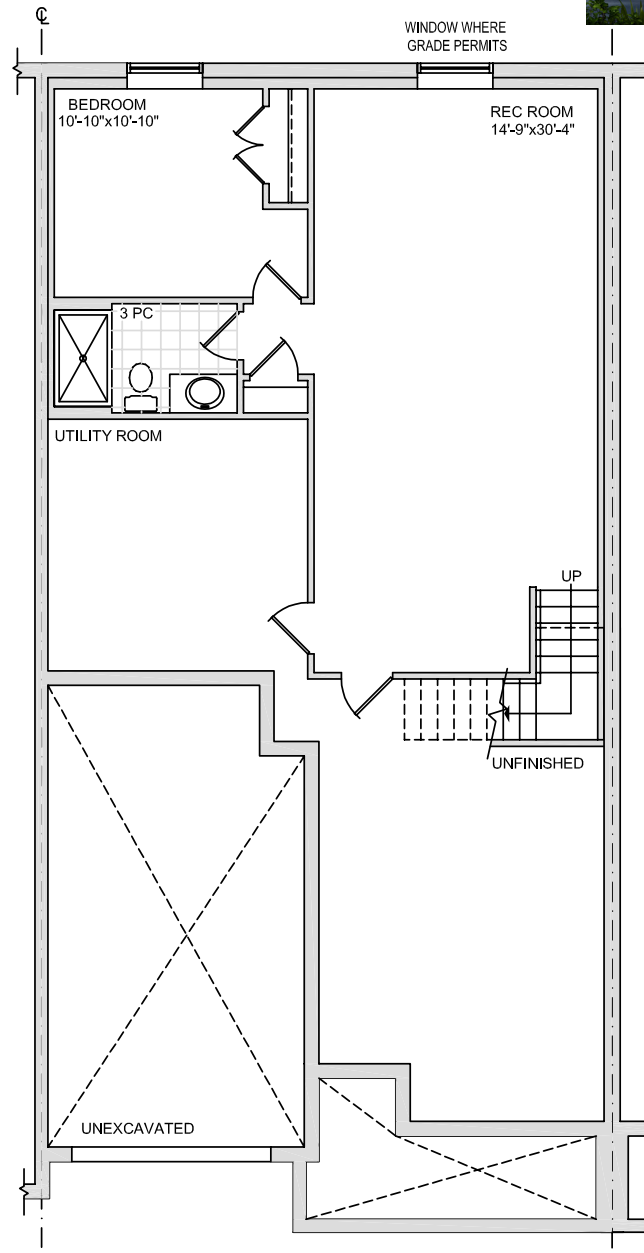 ℄
WINDOW WHERE
GRADE PERMITS
BEDROOM
10'-10"x10'-10"
REC ROOM
14'-9"x30'-4"
3 PC
UTILITY ROOM
UP
UNFINISHED
UNEXCAVATED